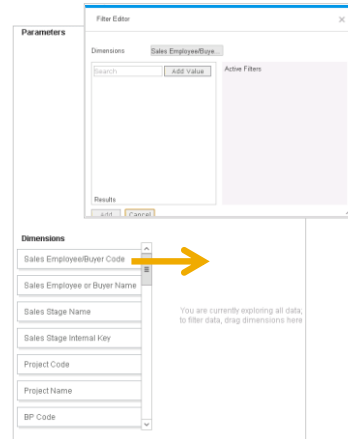 Filter Editor
Parameters
Dimensions
Sales Employee/Buye...
Search
Add Value
Active Filters
Results
Add
Cancel
Dimensions
Sales Employee/Buyer Code
Sales Employee or Buyer Name
Sales Stage Name
Sales Stage Internal Key
Project Code
Project Name
BP Code
You are currently exploring all data;
to filter data, drag dimensions here